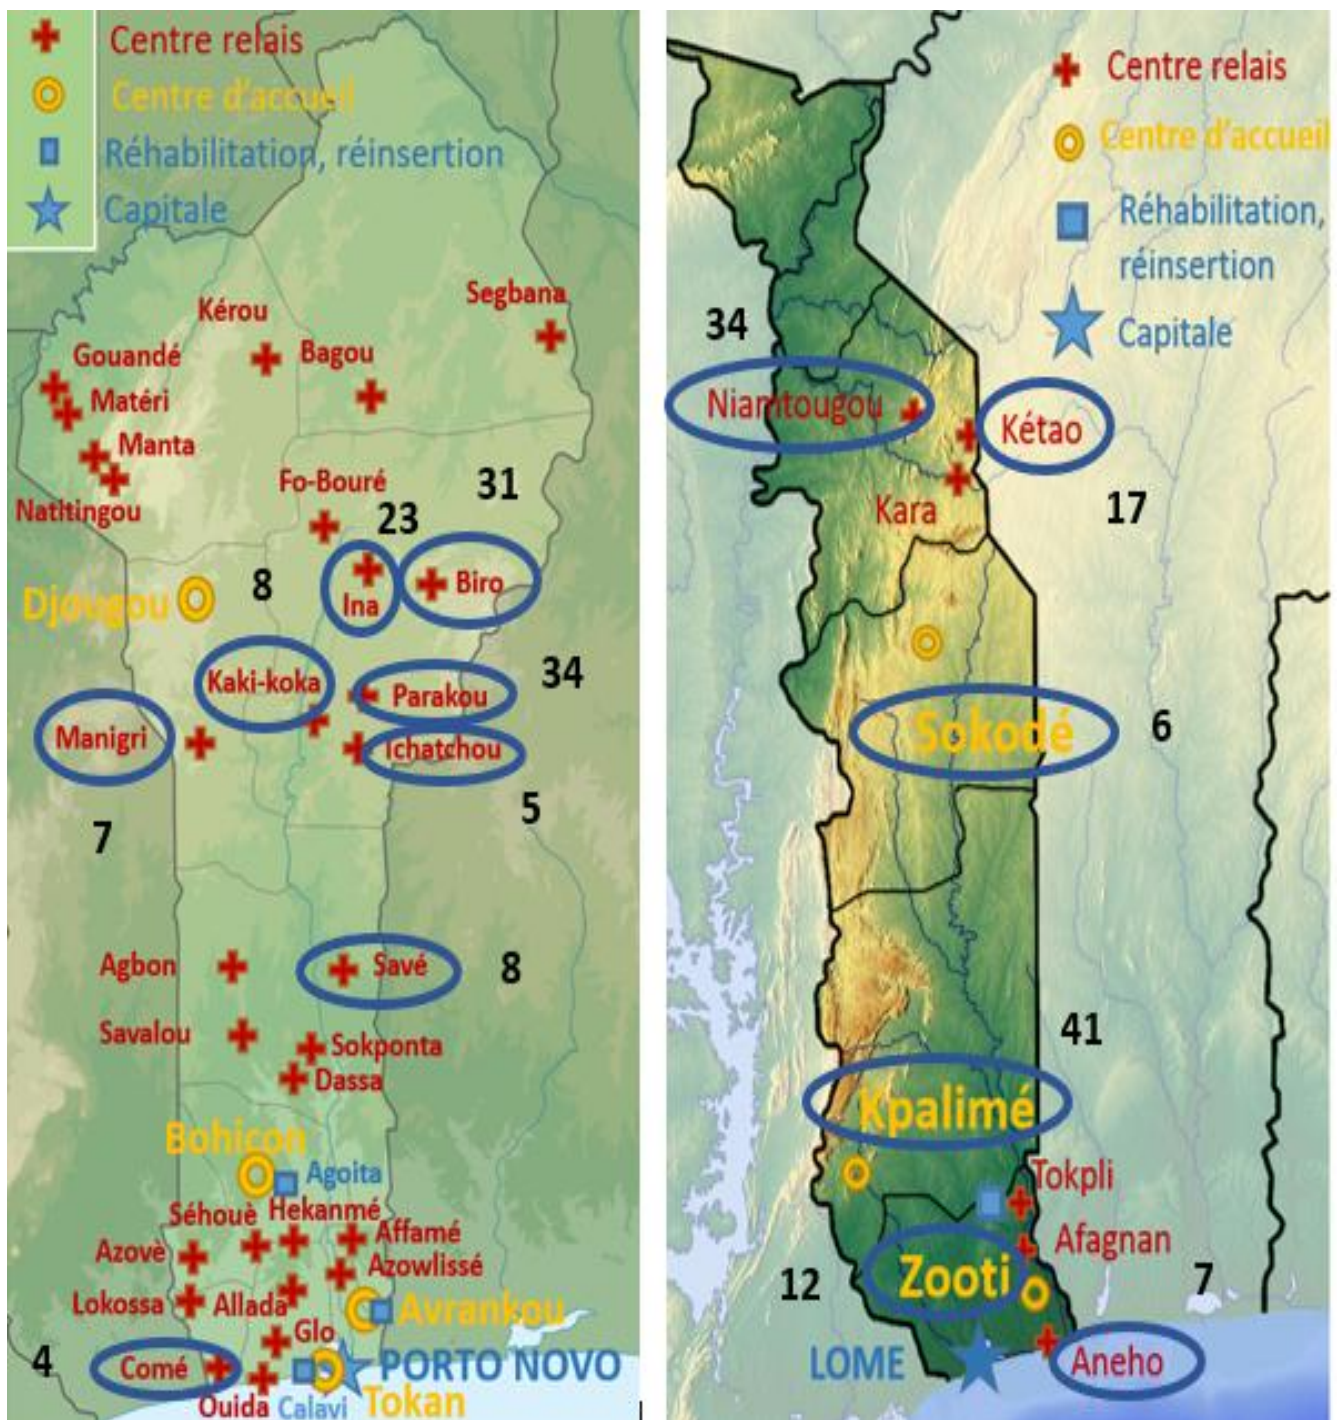 Centre relais
Centre d'accueil
Réhabilitation, réinsertion
Capitale
Segbana
Kérou
Bagou
Gouandé
Matéri
Manta
Natitingou
Fo-Bouré
31
23
8
Djougou
Ina
Biro
Kaki-koka
34
Parakou
Manigri
Ichatchou
5
7
Agbon
Savé
8
Savalou
Sokponta
Dassa
Bohicon
Agoita
Séhouè
Hekanmé
Affamé
Azovè
Azowlissé
Lokossa
Allada
Avrankou
Glo
4
Comé
PORTO NOVO
Ouida
Calavi
Tokan
Centre relais
Centre d'accueil
Réhabilitation,
réinsertion
Capitale
34
Niamtougou
Kétao
Kara
17
Sokodé
6
41
Kpalimé
Tokpli
Afagnan
Zooti
12
7
LOME
Aneho